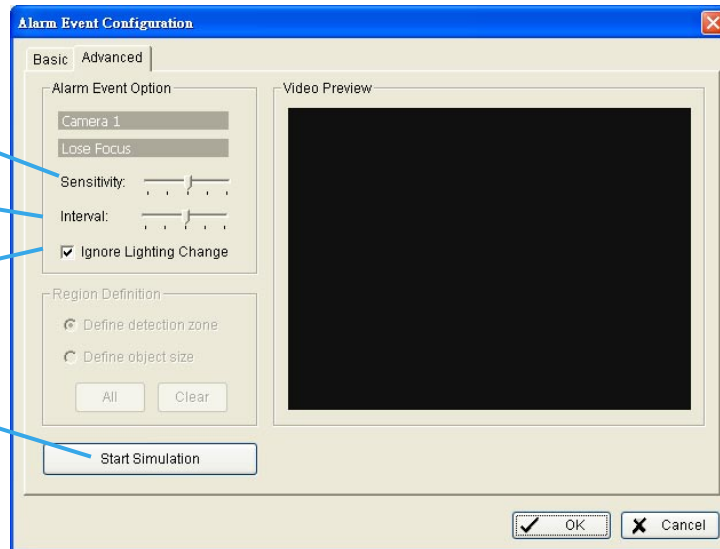 Alarm Event Configuration
Basic
Advanced
Alarm Event Option
Camera 1
Lose Focus
Sensitivity:
Interval:
Ignore Lighting Change
Region Definition
Define detection zone
Define object size
All
Clear
Start Simulation
Video Preview
OK
Cancel